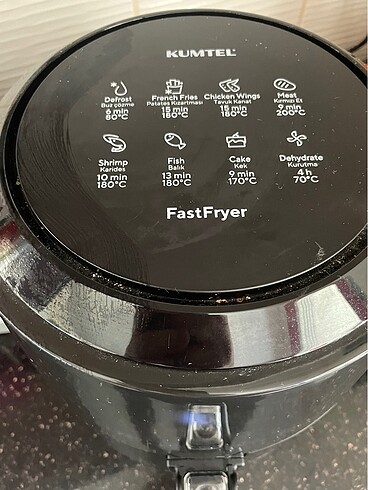 KUMTEL
Defrost
Buz çözme
6 min
80°C
French Fries
Patates Kızartması
15 min
180°C
Chicken Wings
Tavuk Kanat
15 min
180°C
Meat
Kırmızı Et
9 min
200°C
Shrimp
Karides
10 min
180°C
Fish
Balık
13 min
180°C
Cake
Kek
9 min
170°C
Dehydrate
Kurutma
4 h
70°C
FastFryer